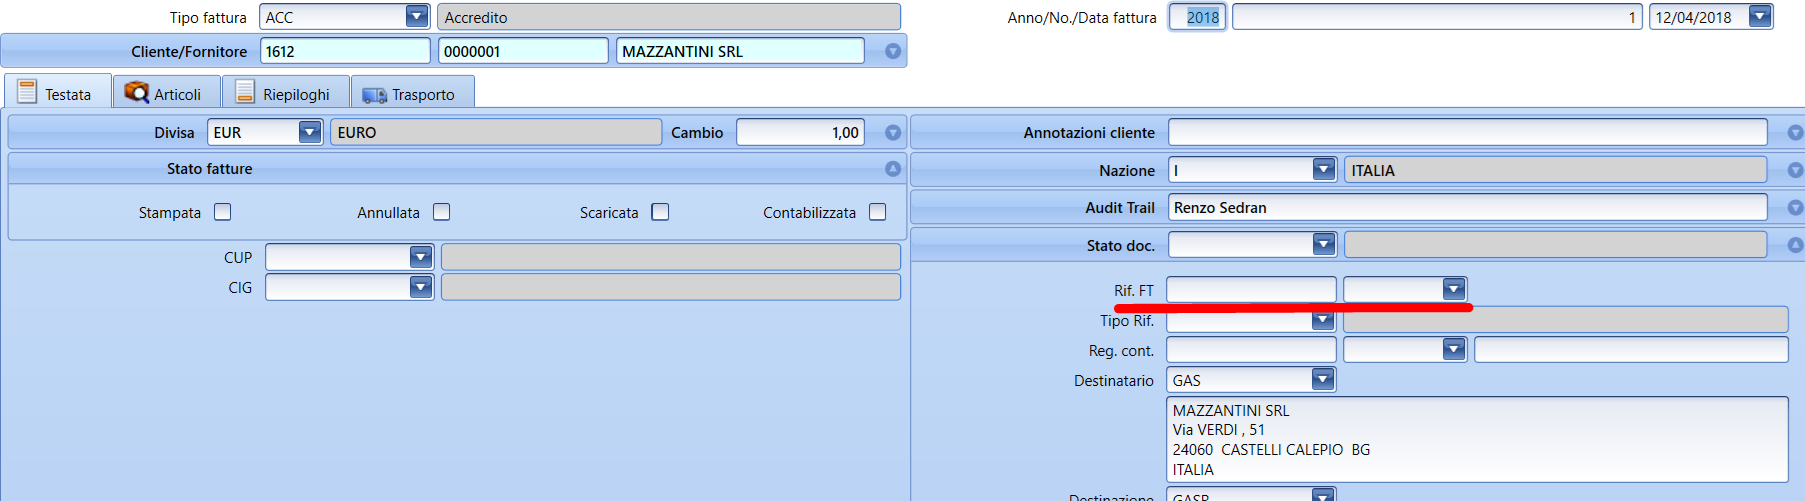 Tipo fattura ACC Accredito Anno/No./Data fattura 2018 1 12/04/2018
Cliente/Fornitore 1612 0000001 MAZZANTINI SRL
Testata Articoli Riepiloghi Trasporto
Divisa EUR EURO Cambio 1,00
Stato fatture
Stampata Annullata Scaricata Contabilizzata
CUP
CIG
Annotazioni cliente
Nazione I ITALIA
Audit Trail Renzo Sedran
Stato doc.
Rif. FT
Tipo Rif.
Reg. cont.
Destinatario GAS
MAZZANTINI SRL
Via VERDI , 51
24060 CASTELLI CALEPIO BG
ITALIA
Destinazione GASP